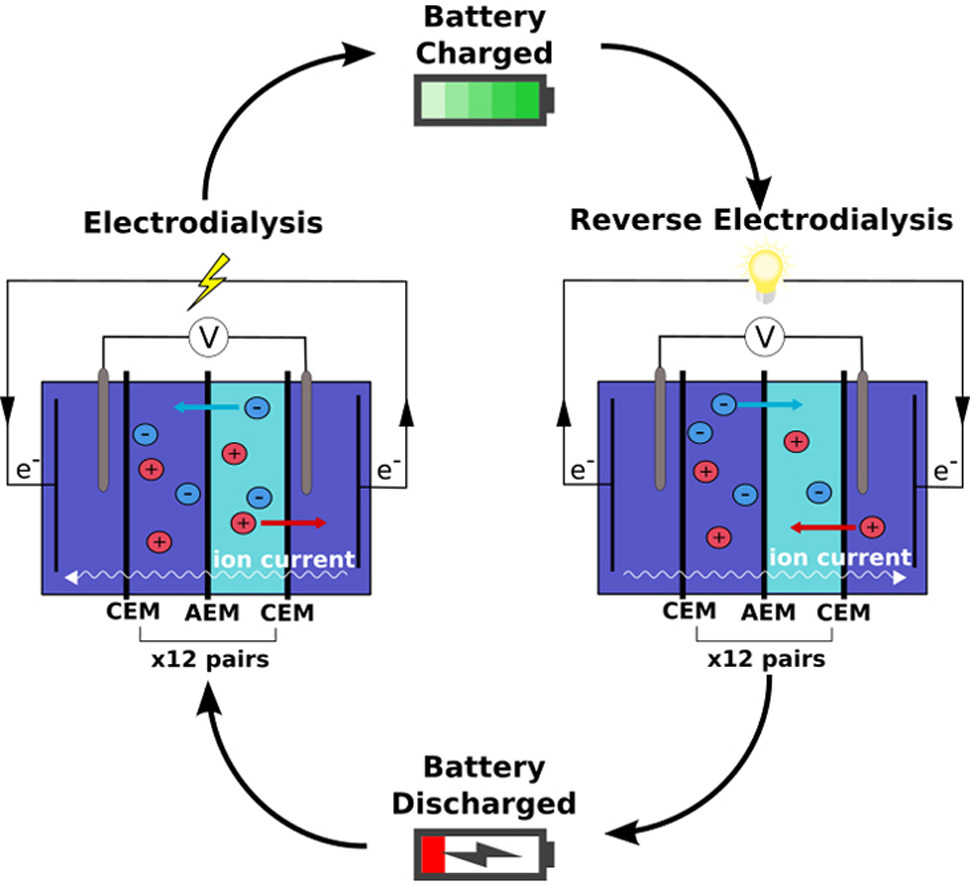 Battery
Charged
Electrodialysis
Reverse Electrodialysis
V
V
-
-
+
+
-
-
+
+
e-
e-
ion current
CEM AEM CEM
x12 pairs
-
-
+
+
-
-
+
+
e-
e-
ion current
CEM AEM CEM
x12 pairs
Battery
Discharged